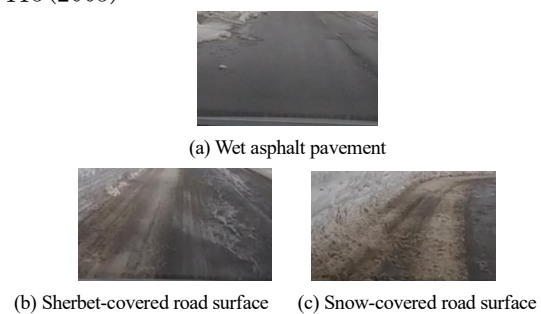 (a) Wet asphalt pavement
(b) Sherbet-covered road surface (c) Snow-covered road surface